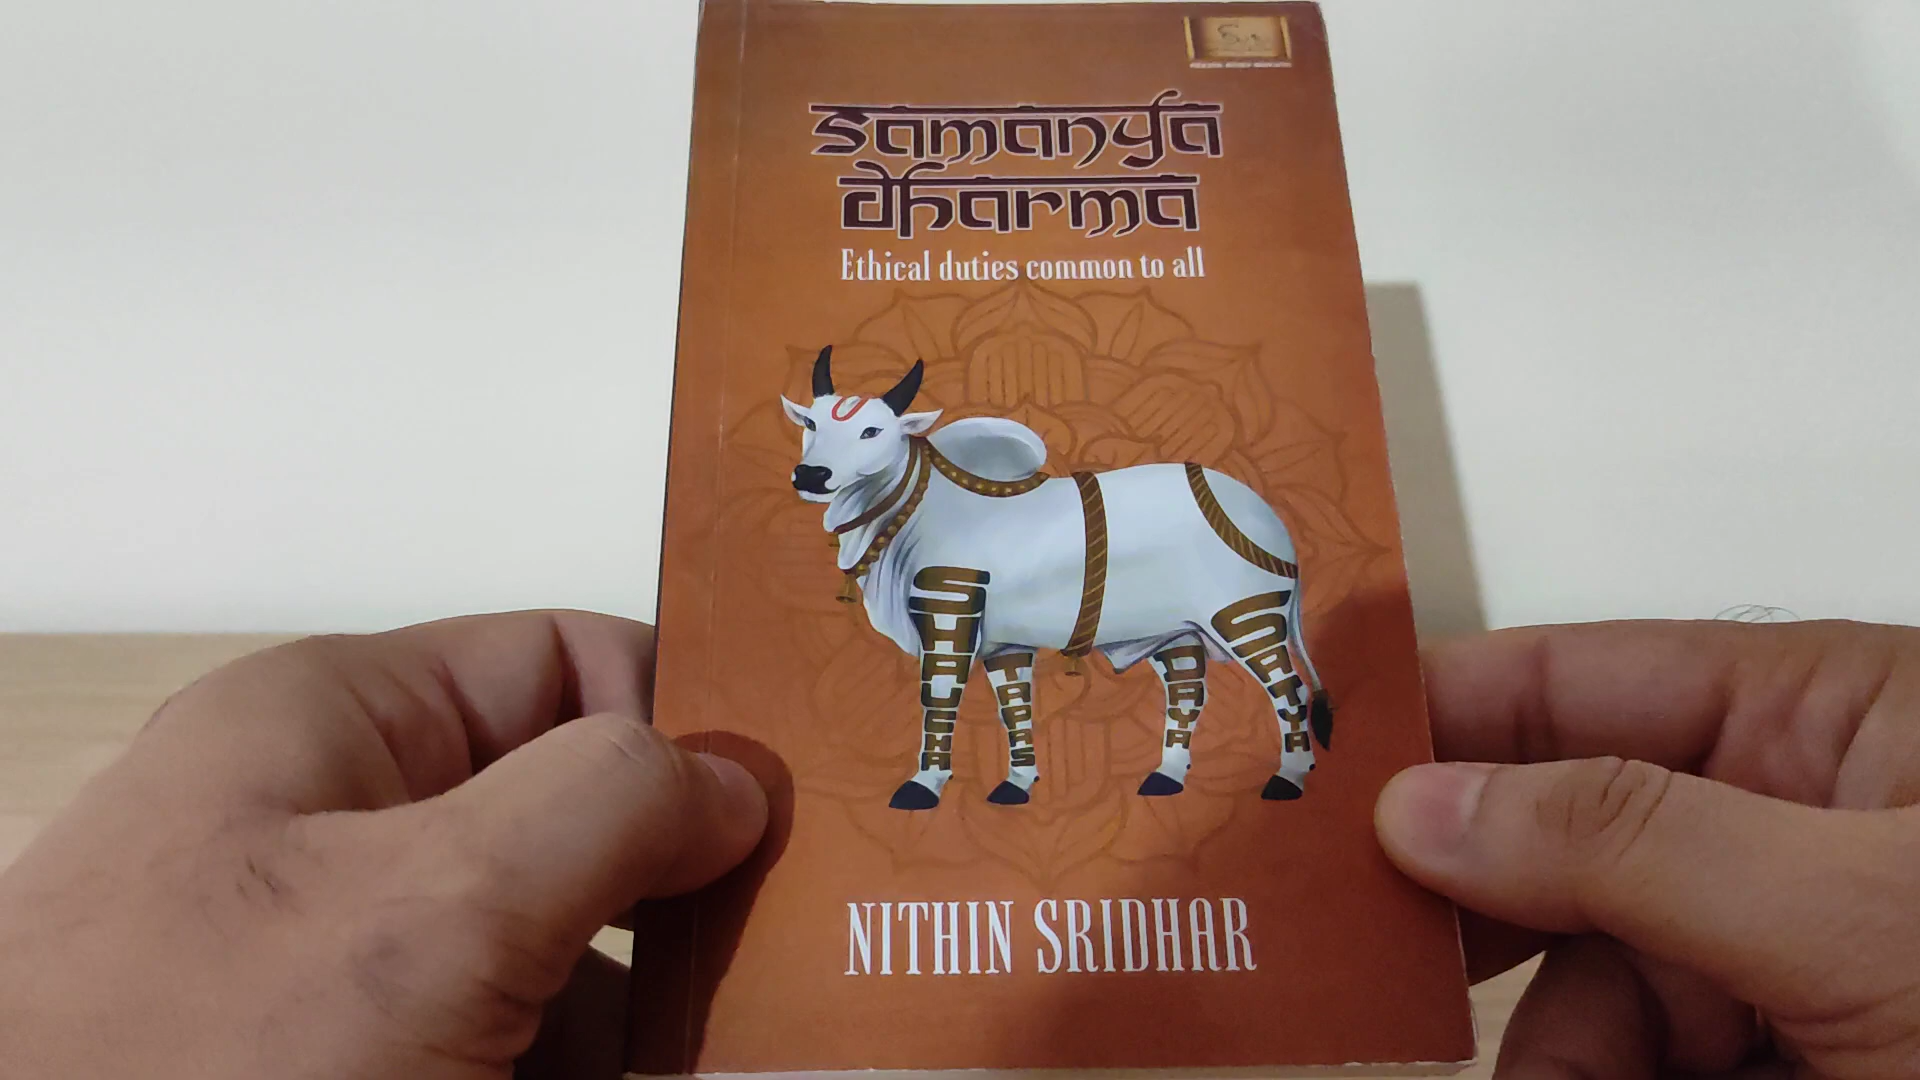 samanya
dharma
Ethical duties common to all
SHAUCHA
TAPAS
DAYA
SATYA
NITHIN SRIDHAR